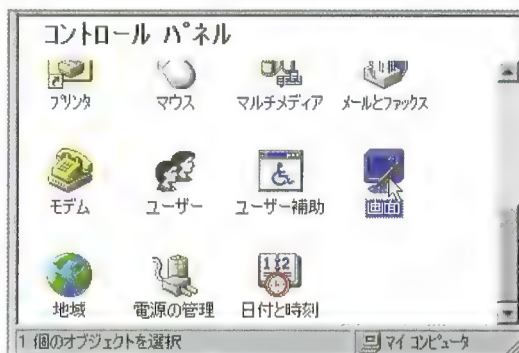 コントロール パネル
プリンタ マウス マルチメディア メールとファックス
モデム ユーザー ユーザー補助 画面
地域 電源の管理 日付と時刻
1 個のオブジェクトを選択 マイ コンピュータ